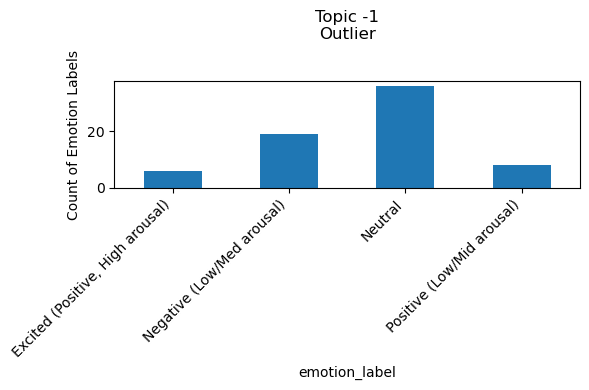 Topic -1
Outlier
Count of Emotion Labels
20
0
Excited (Positive, High arousal)
Negative (Low/Med arousal)
Neutral
Positive (Low/Mid arousal)
emotion_label